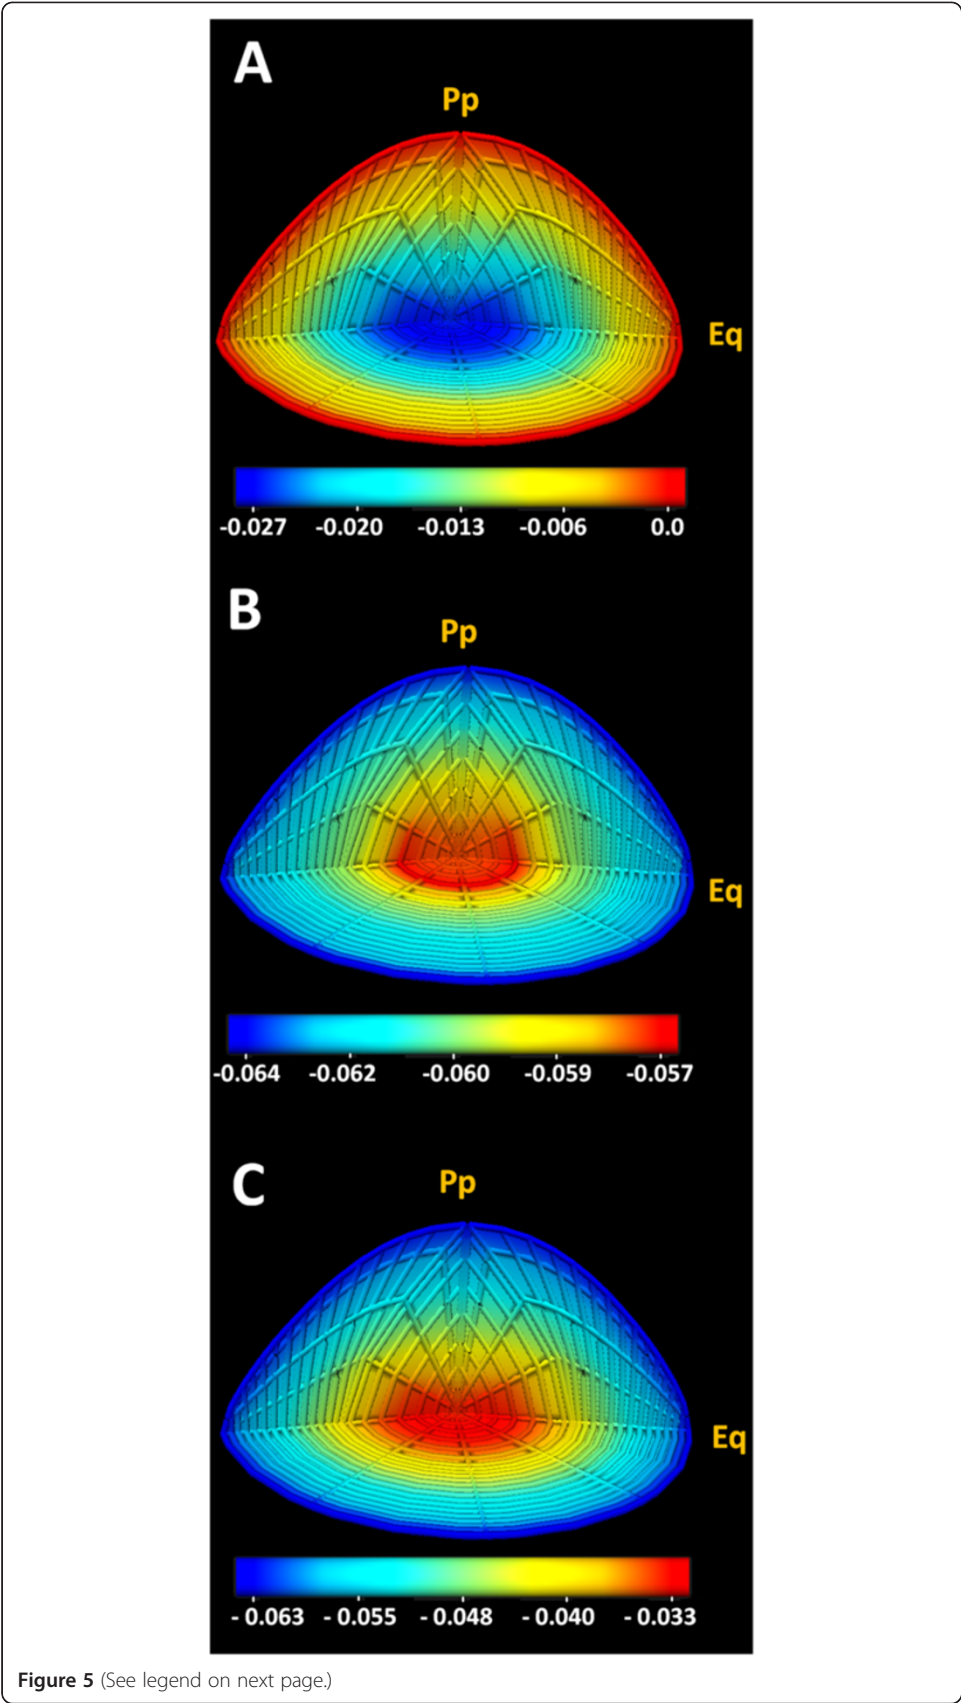 A
Pp
Eq
-0.027 -0.020 -0.013 -0.006 0.0
B
Pp
Eq
-0.064 -0.062 -0.060 -0.059 -0.057
C
Pp
Eq
- 0.063 - 0.055 - 0.048 - 0.040 - 0.033
Figure 5 (See legend on next page.)